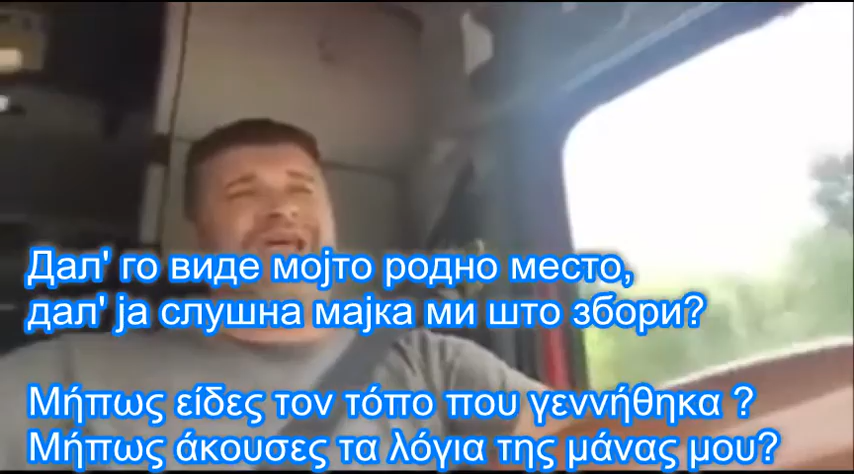 Дал' го виде мојто родно место,
дал' ја слушна мајка ми што збори?
Μήπως είδες τον τόπο που γεννήθηκα ?
Μήπως άκουσες τα λόγια της μάνας μου?